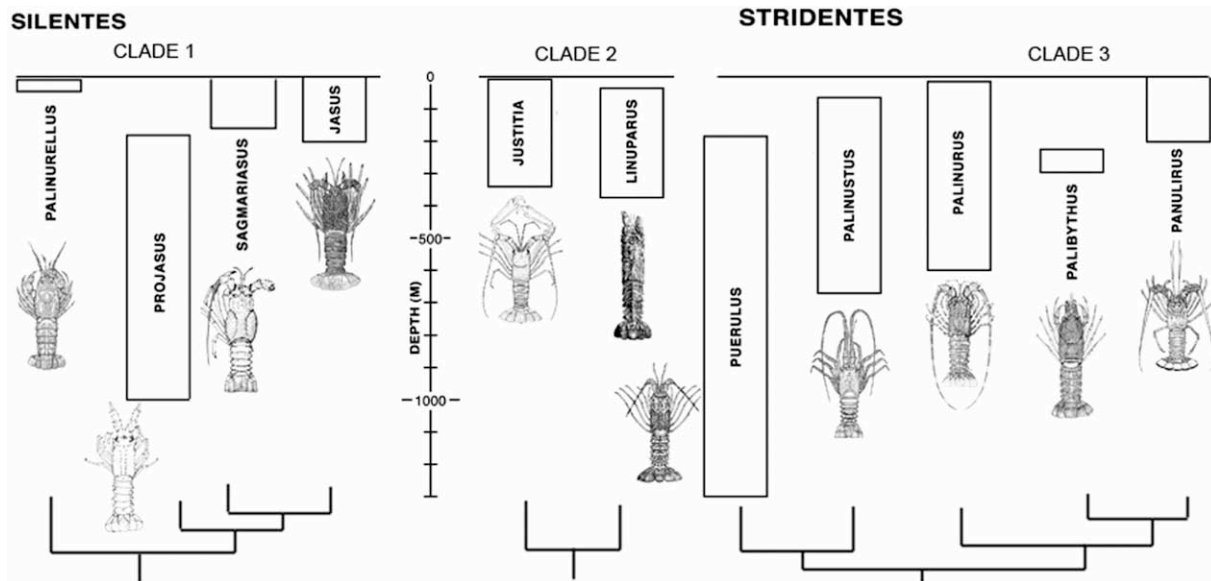 SILENTES
STRIDENTES
CLADE 1
CLADE 2
CLADE 3
PALINURELLUS
PROJASUS
SAGMARIASUS
JASUS
DEPTH (M)
0
500
1000
JUSTITIA
LINUPARUS
PUERULUS
PALINUSTUS
PALINURUS
PALIBYTHUS
PANULIRUS